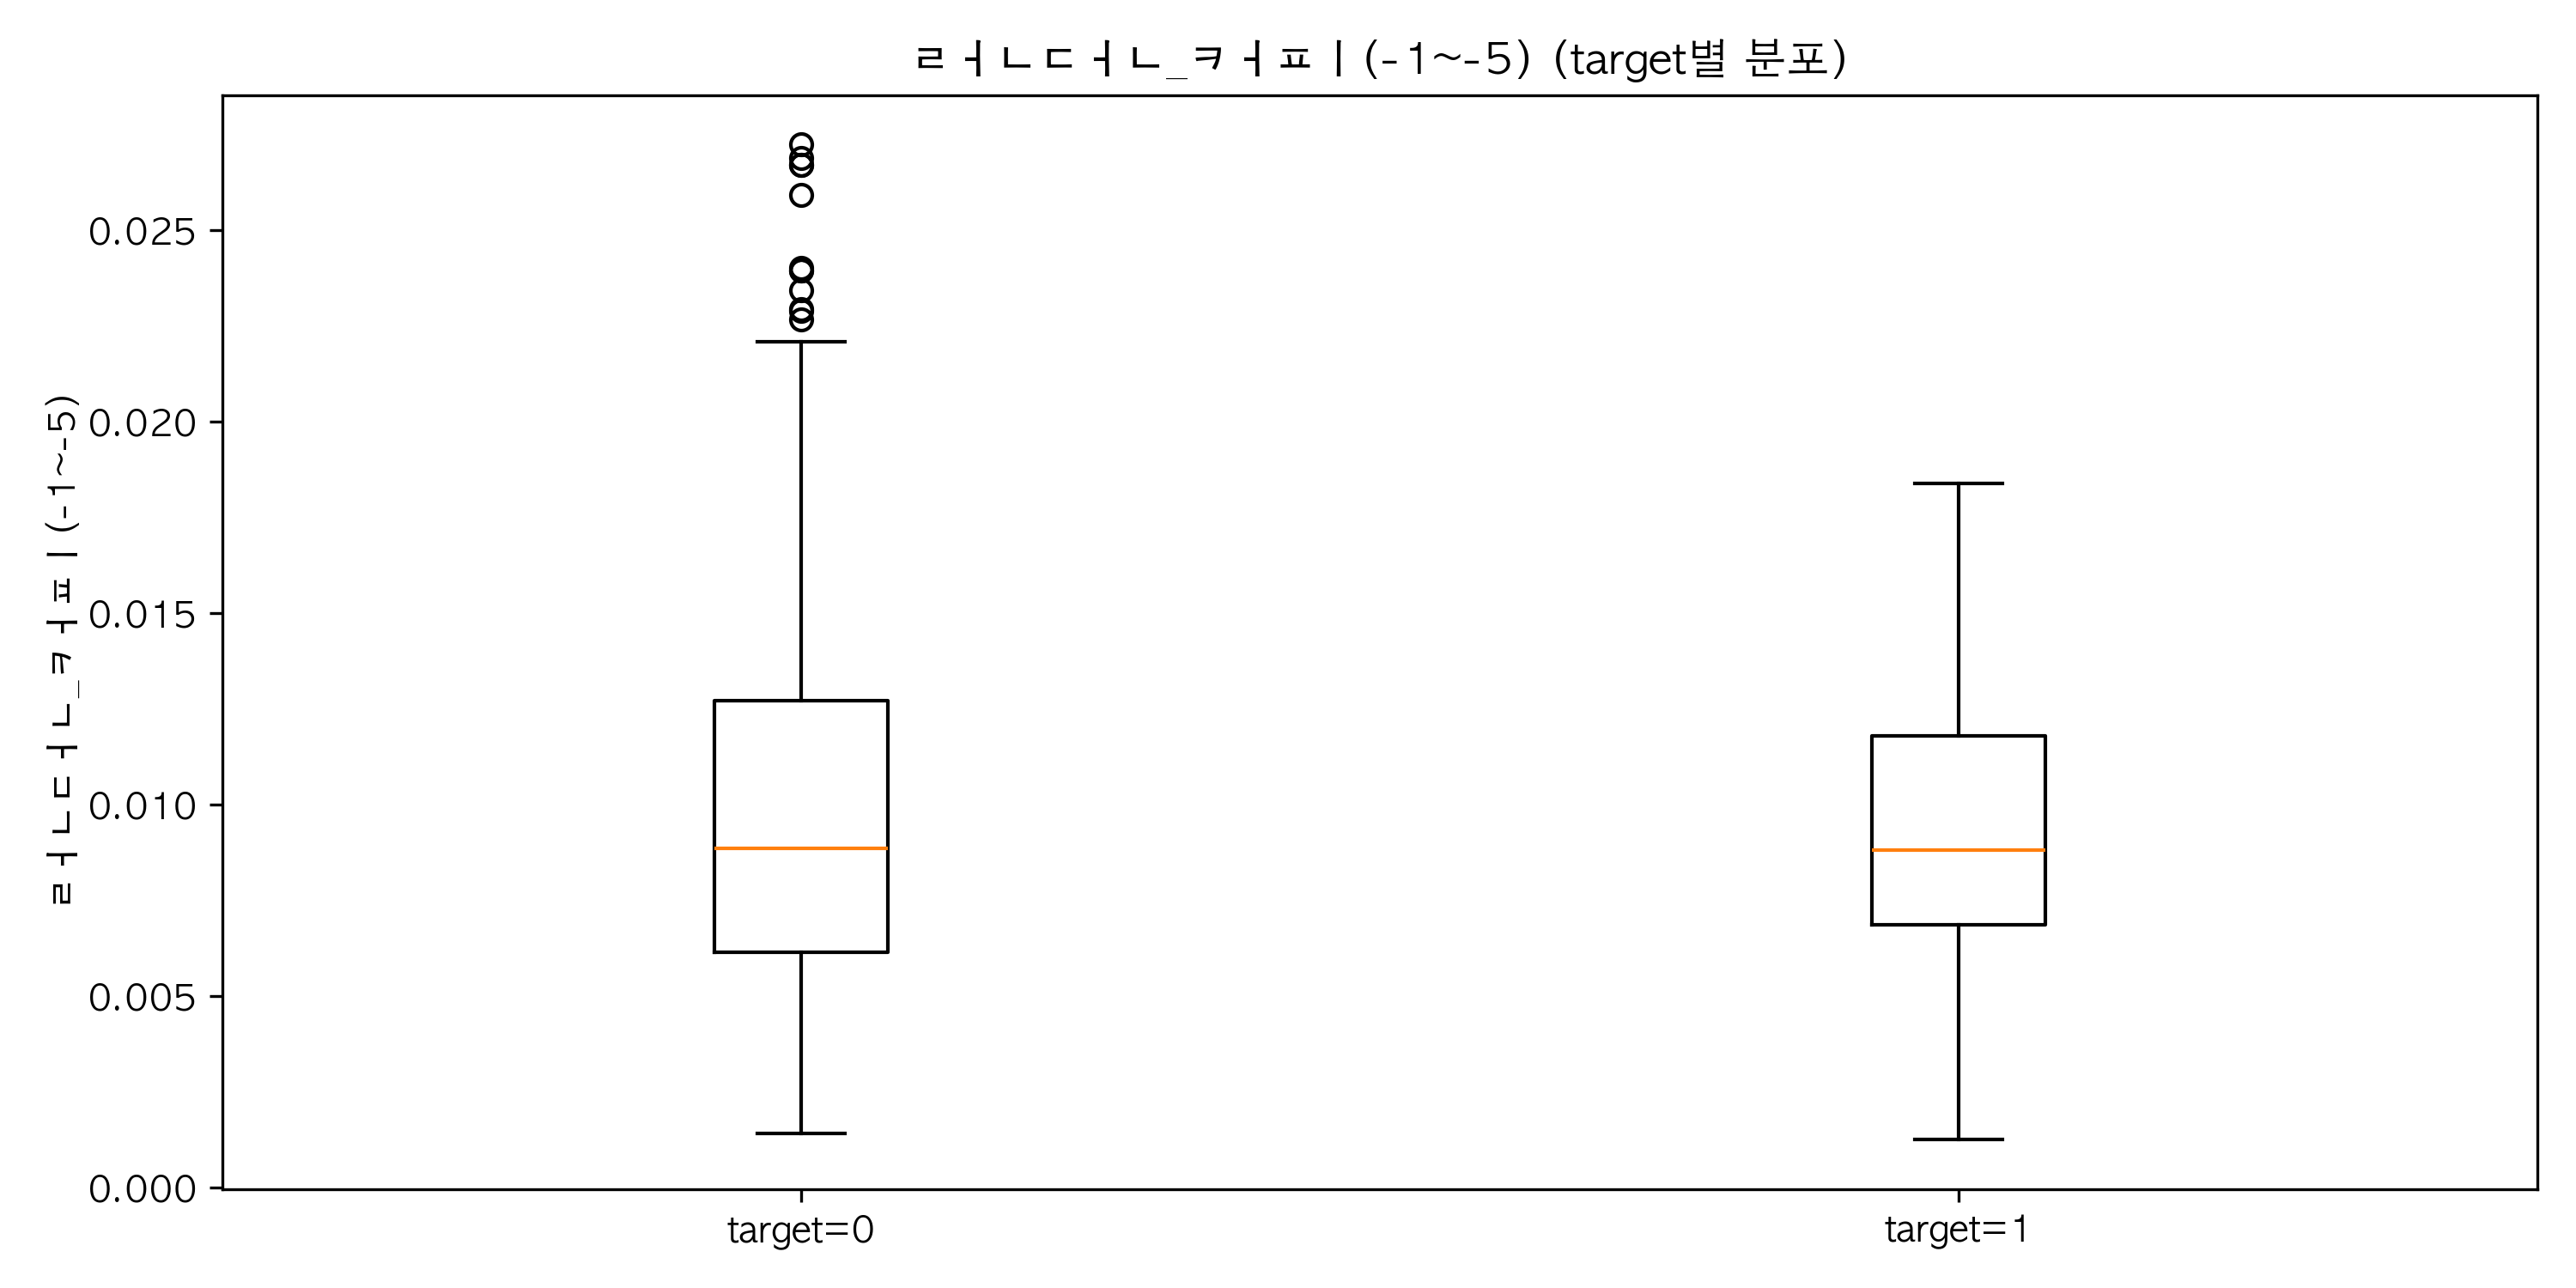 ㄹㅓㄴㄷㅓㄴ_ㅋㅓㅍㅣ(-1~-5) (target별 분포)
ㄹㅓㄴㄷㅓㄴ_ㅋㅓㅍㅣ(-1~-5)
0.025
0.020
0.015
0.010
0.005
0.000
target=0
target=1